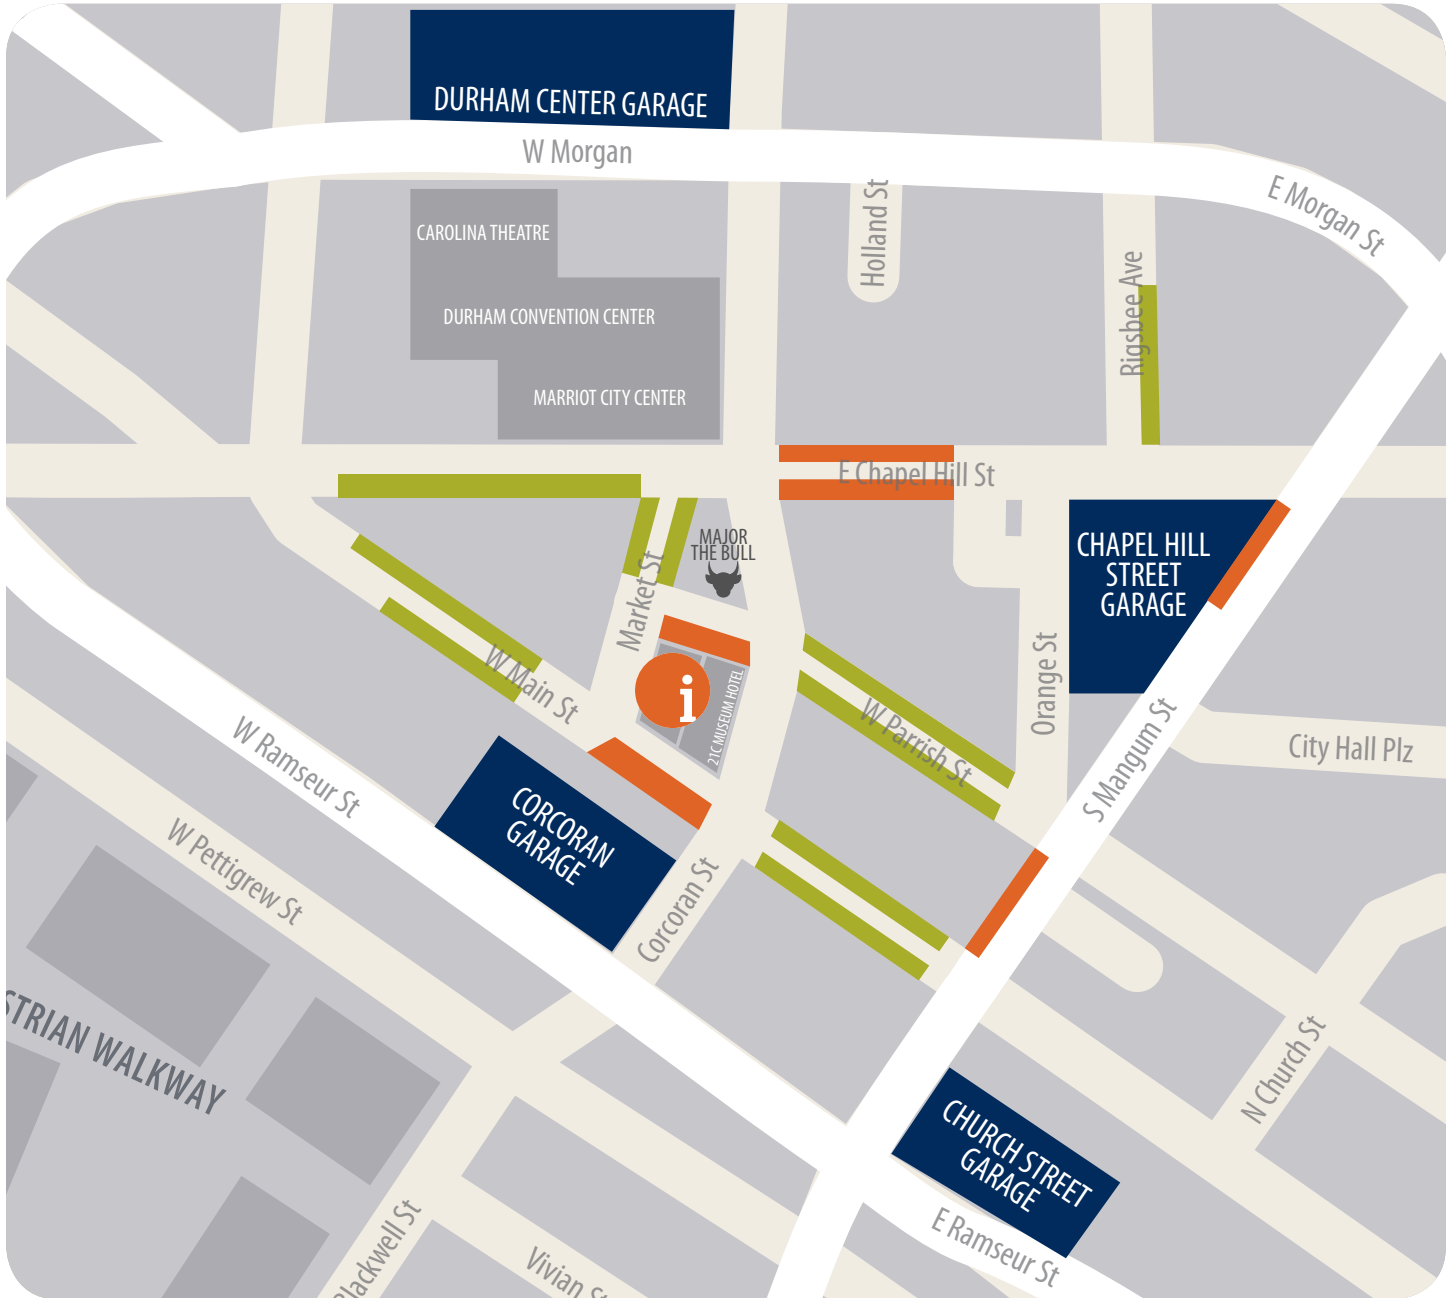 DURHAM CENTER GARAGE
W Morgan
E Morgan St
Holland St
CAROLINA THEATRE
Rigsbee Ave
DURHAM CONVENTION CENTER
MARRIOT CITY CENTER
E Chapel Hill St
MAJOR
THE BULL
CHAPEL HILL
STREET
GARAGE
Market St
i
21C MUSEUM HOTEL
W Main St
Orange St
W Parrish St
S Mangum St
City Hall Plz
W Ramseur St
CORCORAN
GARAGE
W Pettigrew St
Corcoran St
STRIAN WALKWAY
N Church St
CHURCH STREET
GARAGE
E Ramseur St
Blackwell St
Vivian St